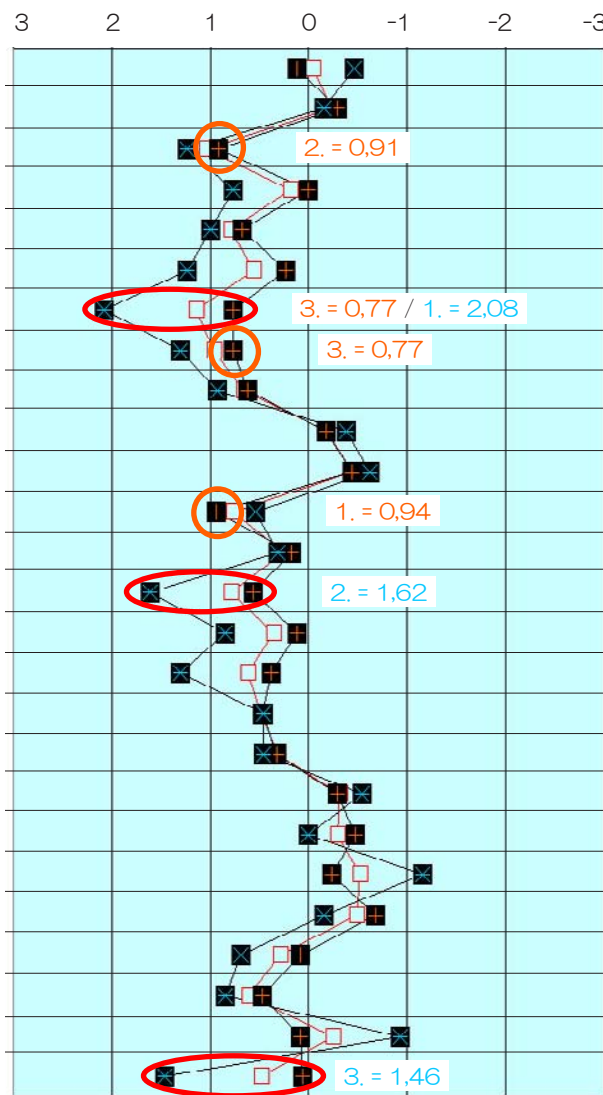 3 2 1 0 -1 -2 -3
2. = 0,91
3. = 0,77 / 1. = 2,08
3. = 0,77
1. = 0,94
2. = 1,62
3. = 1,46